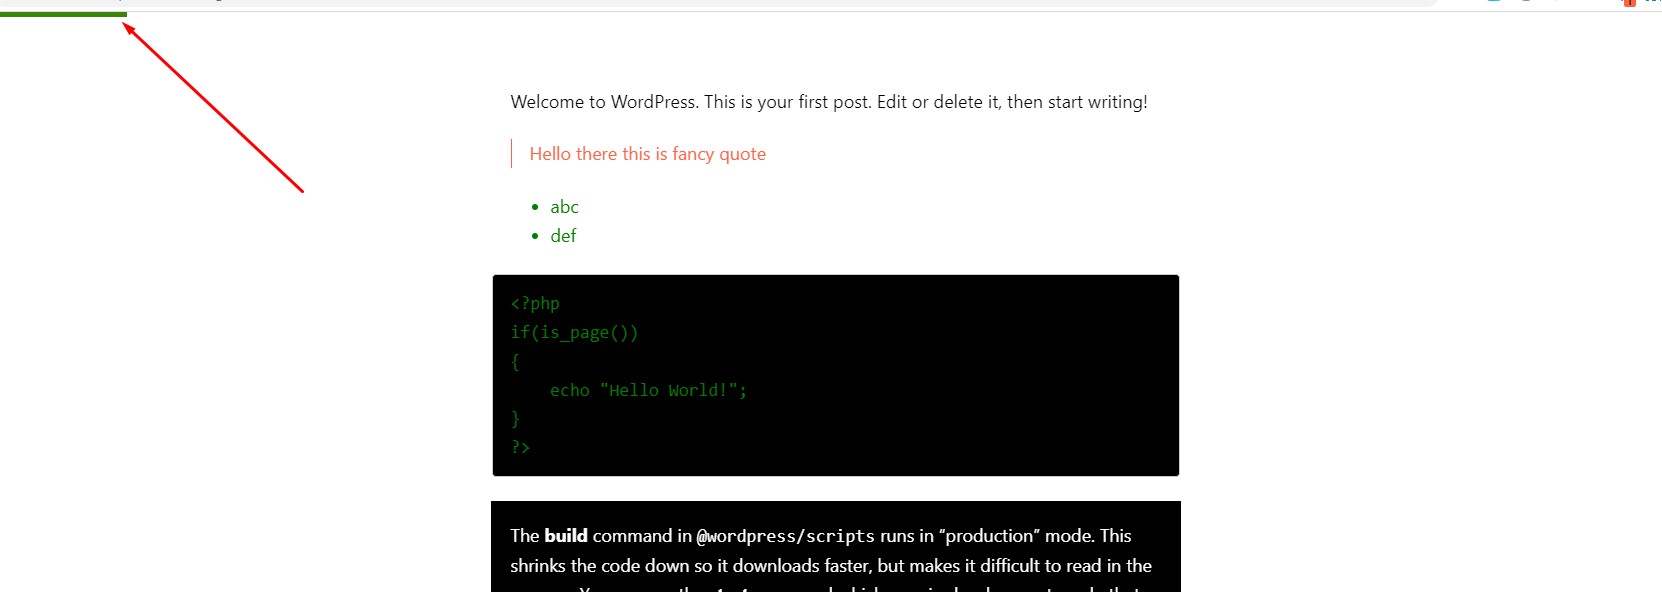 Welcome to WordPress. This is your first post. Edit or delete it, then start writing!
Hello there this is fancy quote
• abc
• def
<?php
if(is_page())
{
    echo "Hello World!";
}
?>
The build command in @wordpress/scripts runs in “production” mode. This
shrinks the code down so it downloads faster, but makes it difficult to read in the